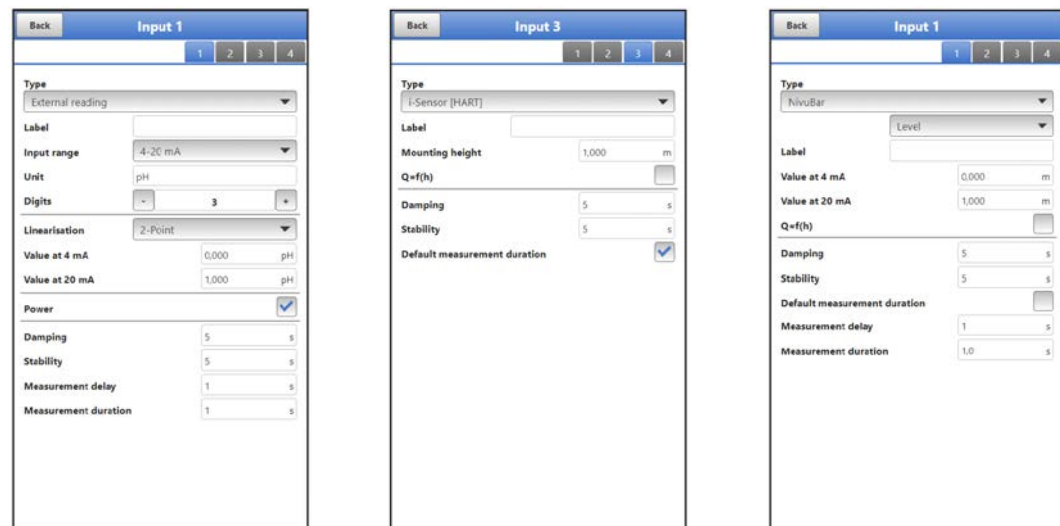 Back Input 1
1 2 3 4
Type
External reading
Label
Input range 4-20 mA
Unit pH
Digits - 3 +
Linearisation 2-Point
Value at 4 mA 0,000 pH
Value at 20 mA 1,000 pH
Power
Damping 5 s
Stability 5 s
Measurement delay 1 s
Measurement duration 1 s
Back Input 3
1 2 3 4
Type
i-Sensor [HART]
Label
Mounting height 1,000 m
Q=f(h)
Damping 5 s
Stability 5 s
Default measurement duration
Back Input 1
1 2 3 4
Type
NivuBar
Level
Label
Value at 4 mA 0,000 m
Value at 20 mA 1,000 m
Q=f(h)
Damping 5 s
Stability 5 s
Default measurement duration
Measurement delay 1 s
Measurement duration 1,0 s